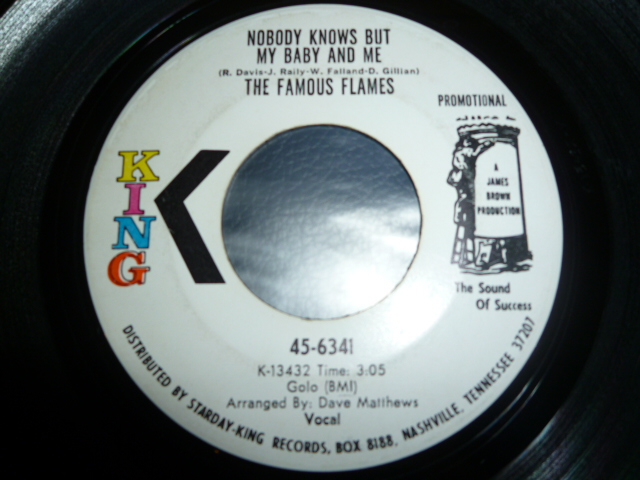 NOBODY KNOWS BUT
MY BABY AND ME
(R. Davis-J. Raily-W. Falland-D. Gillian)
THE FAMOUS FLAMES
PROMOTIONAL
KING
K
A
JAMES
BROWN
PRODUCTION
The Sound
Of Success
45-6341
K-13432 Time: 3:05
Golo (BMI)
Arranged By: Dave Matthews
Vocal
DISTRIBUTED BY STARDAY-KING RECORDS, BOX 8188, NASHVILLE, TENNESSEE 37207